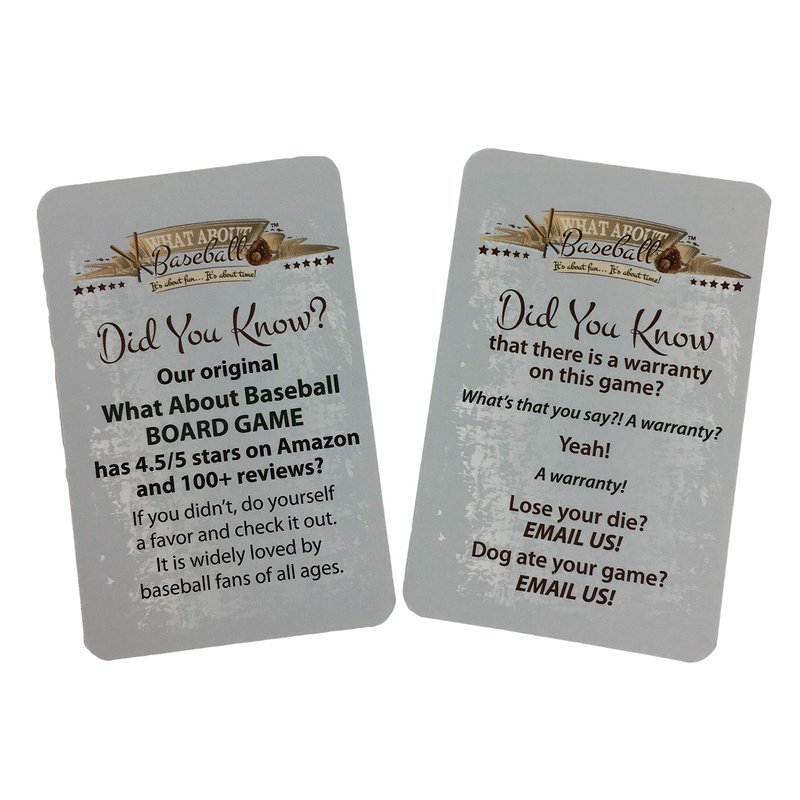 WHAT ABOUT
Baseball
™
It's about fun... It's about time!
Did You Know?
Our original
What About Baseball
BOARD GAME
has 4.5/5 stars on Amazon
and 100+ reviews?
If you didn't, do yourself
a favor and check it out.
It is widely loved by
baseball fans of all ages.
WHAT ABOUT
Baseball
™
It's about fun... It's about time!
Did You Know
that there is a warranty
on this game?
What's that you say?! A warranty?
Yeah!
A warranty!
Lose your die?
EMAIL US!
Dog ate your game?
EMAIL US!